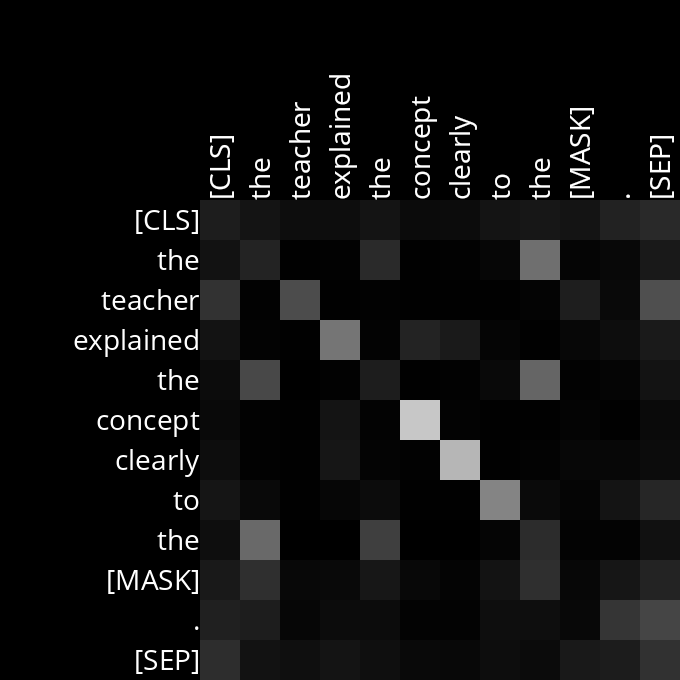 [CLS]
the
teacher
explained
the
concept
clearly
to
the
[MASK]
.
[SEP]
[CLS]
the
teacher
explained
the
concept
clearly
to
the
[MASK]
.
[SEP]